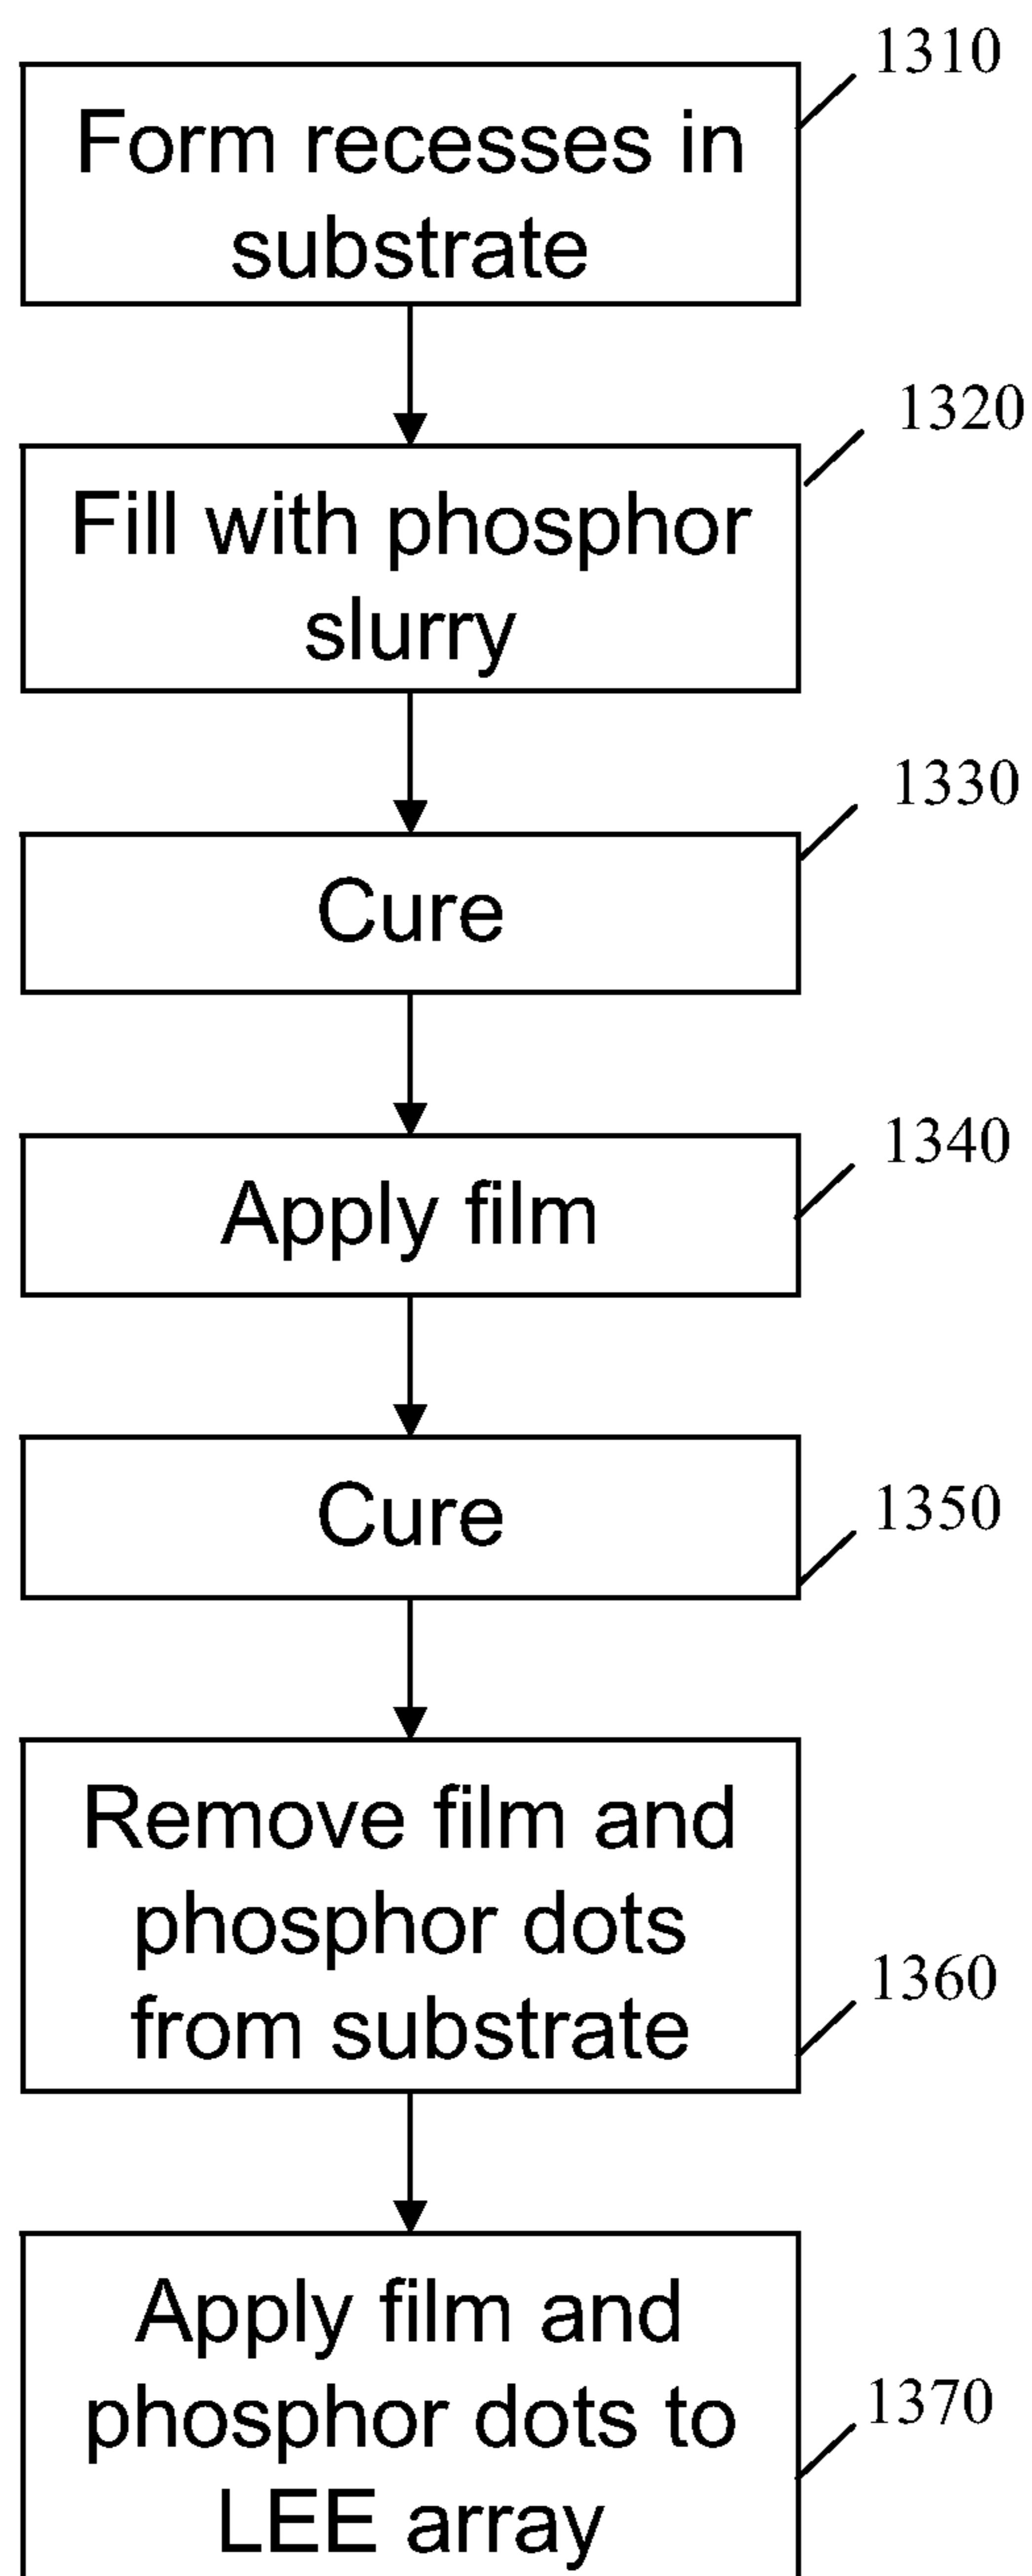 1310
Form recesses in
substrate
1320
Fill with phosphor
slurry
1330
Cure
1340
Apply film
Cure
1350
Remove film and
phosphor dots
from substrate
1360
Apply film and
phosphor dots to
LEE array
1370